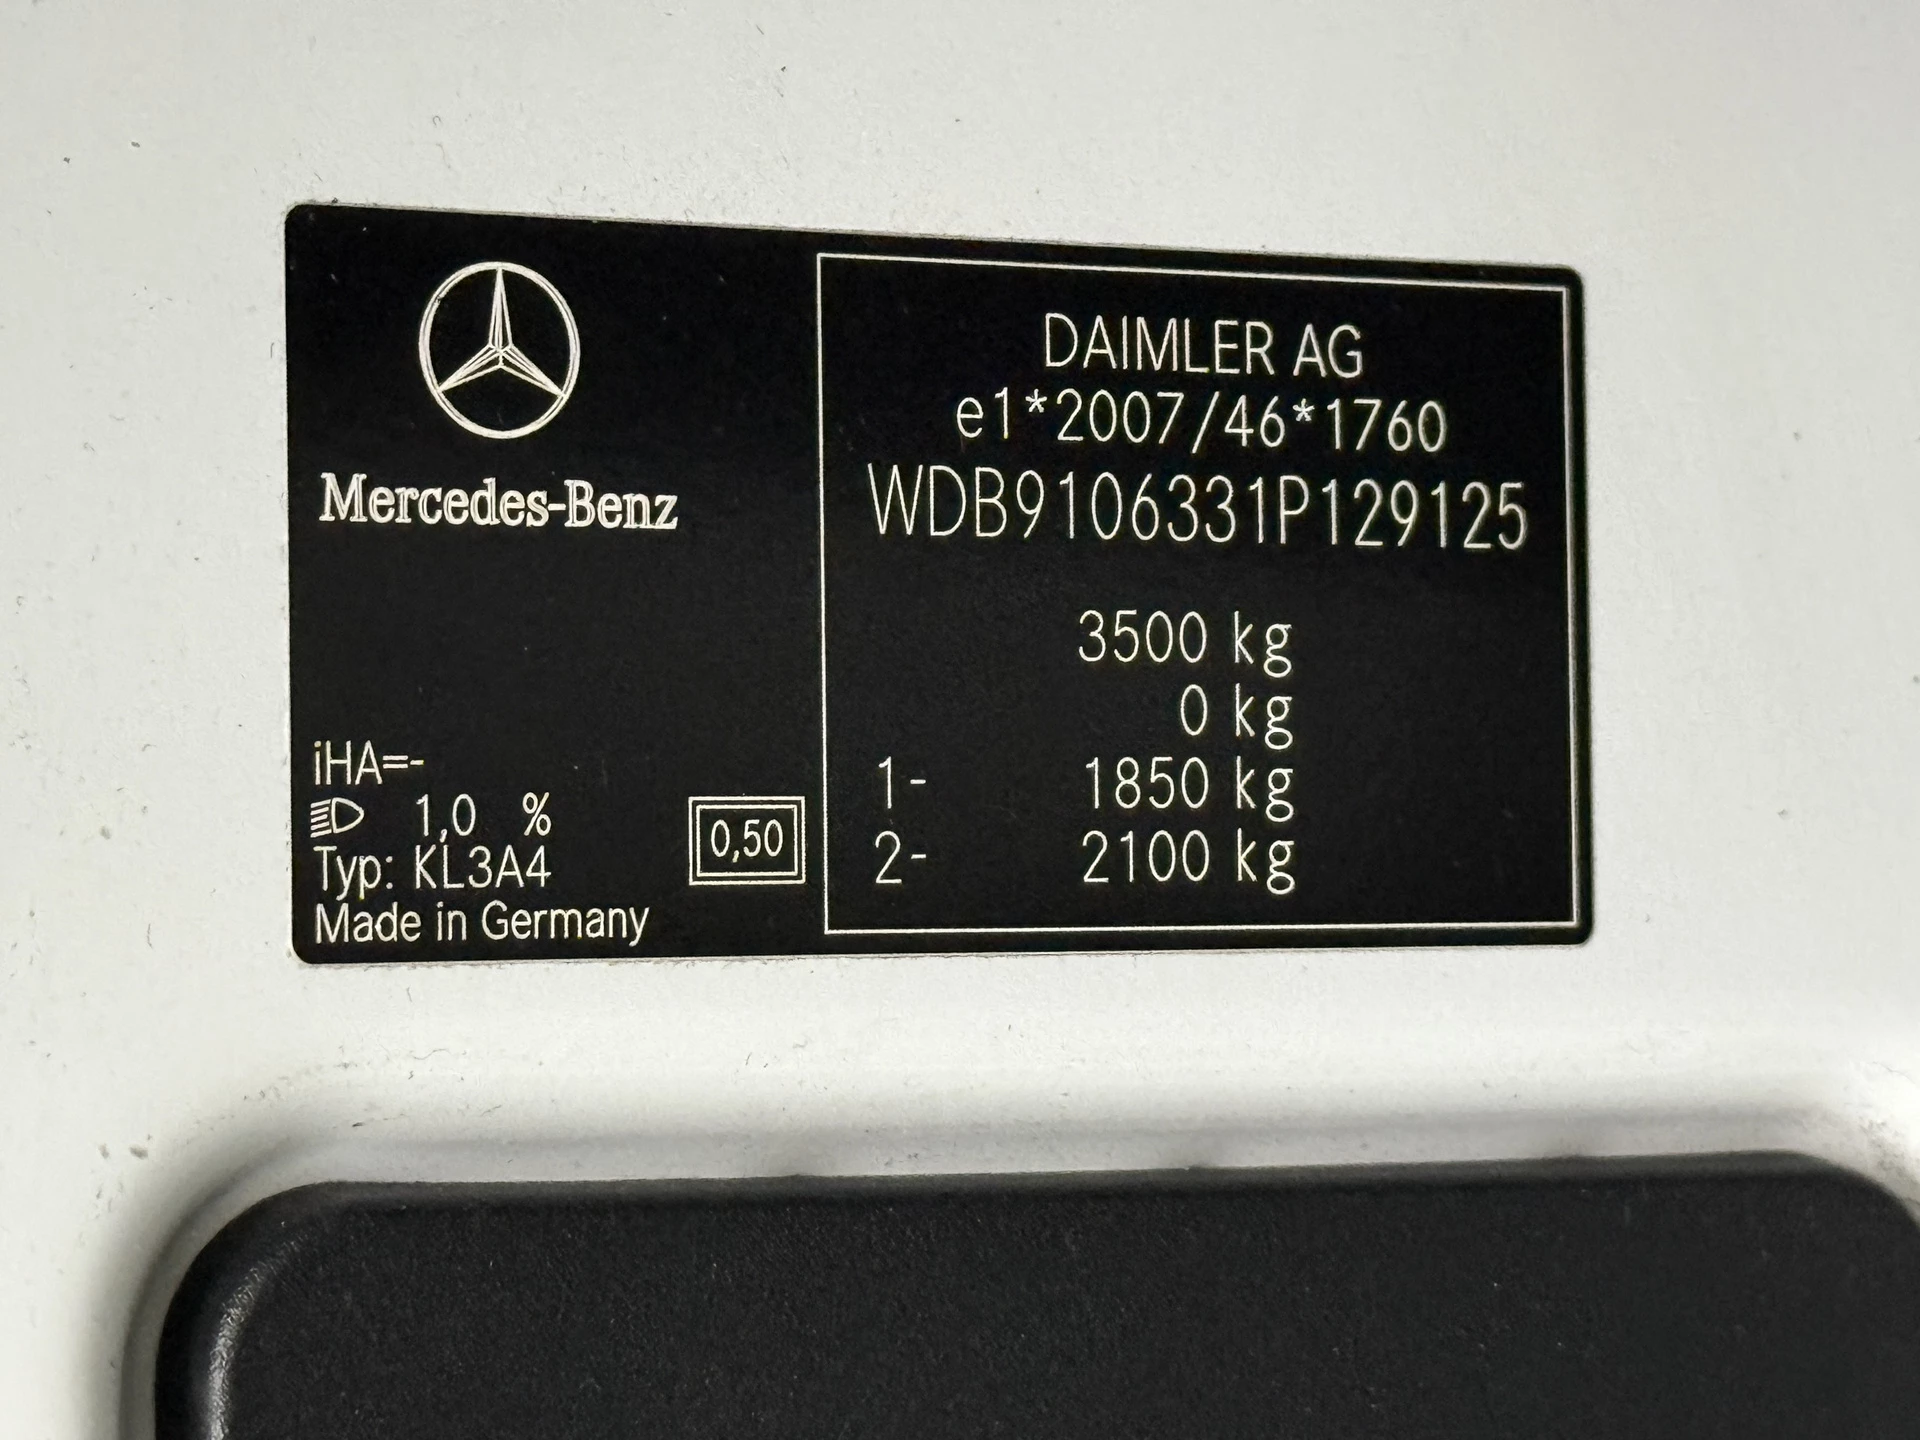 Mercedes-Benz
iHA=-
1,0 %
Typ: KL3A4
Made in Germany
0,50
DAIMLER AG
e1*2007/46*1760
WDB9106331P129125
3500 kg
0 kg
1- 1850 kg
2- 2100 kg